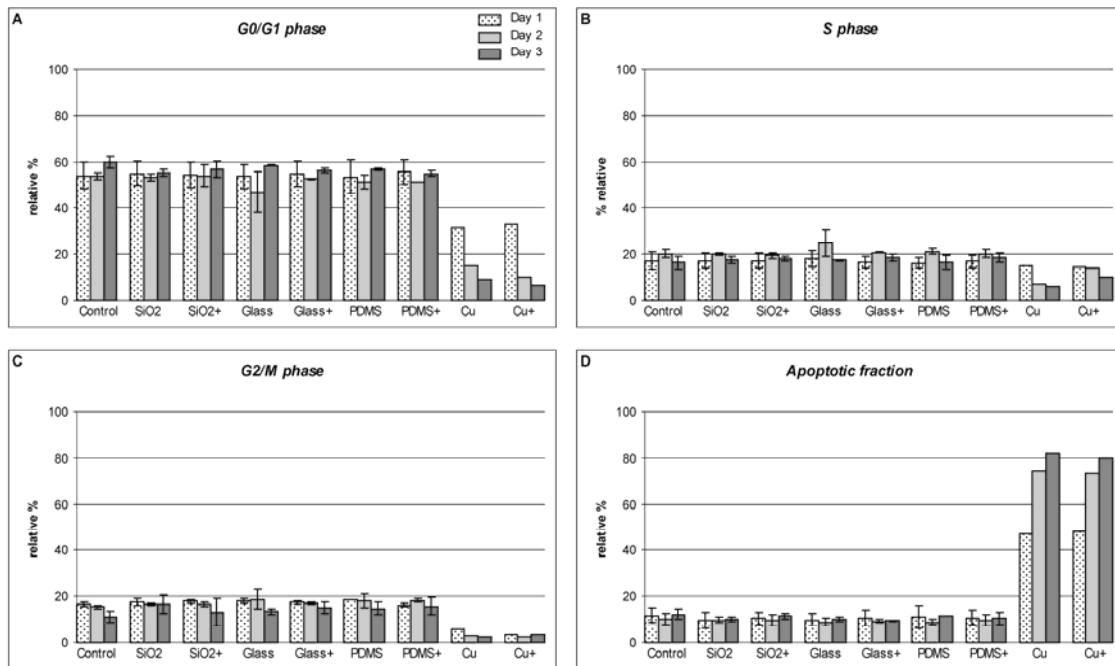 A
G0/G1 phase
Day 1
Day 2
Day 3
relative %
100
80
60
40
20
0
Control SiO2 SiO2+ Glass Glass+ PDMS PDMS+ Cu Cu+
B
S phase
% relative
100
80
60
40
20
0
Control SiO2 SiO2+ Glass Glass+ PDMS PDMS+ Cu Cu+
C
G2/M phase
relative %
100
80
60
40
20
0
Control SiO2 SiO2+ Glass Glass+ PDMS PDMS+ Cu Cu+
D
Apoptotic fraction
relative %
100
80
60
40
20
0
Control SiO2 SiO2+ Glass Glass+ PDMS PDMS+ Cu Cu+